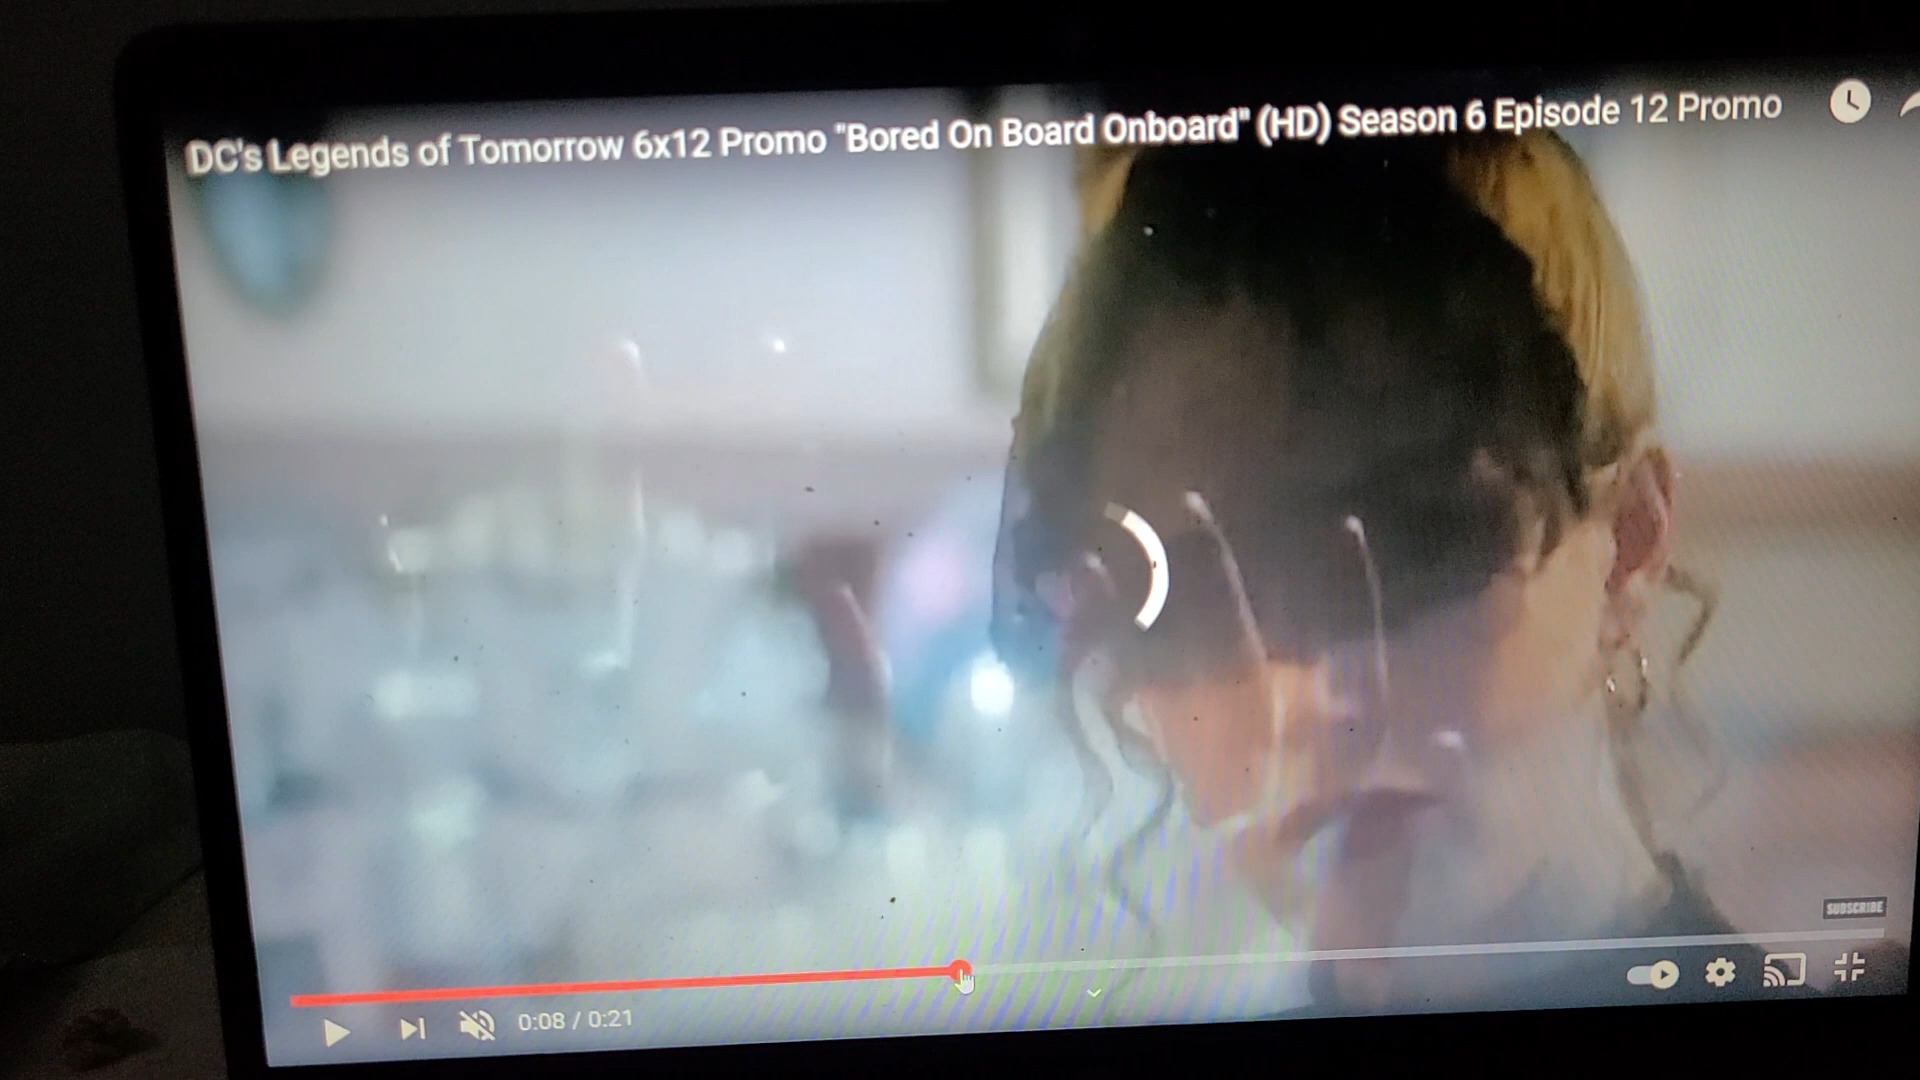 DC's Legends of Tomorrow 6x12 Promo "Bored On Board Onboard" (HD) Season 6 Episode 12 Promo
SUBSCRIBE
0:08 / 0:21